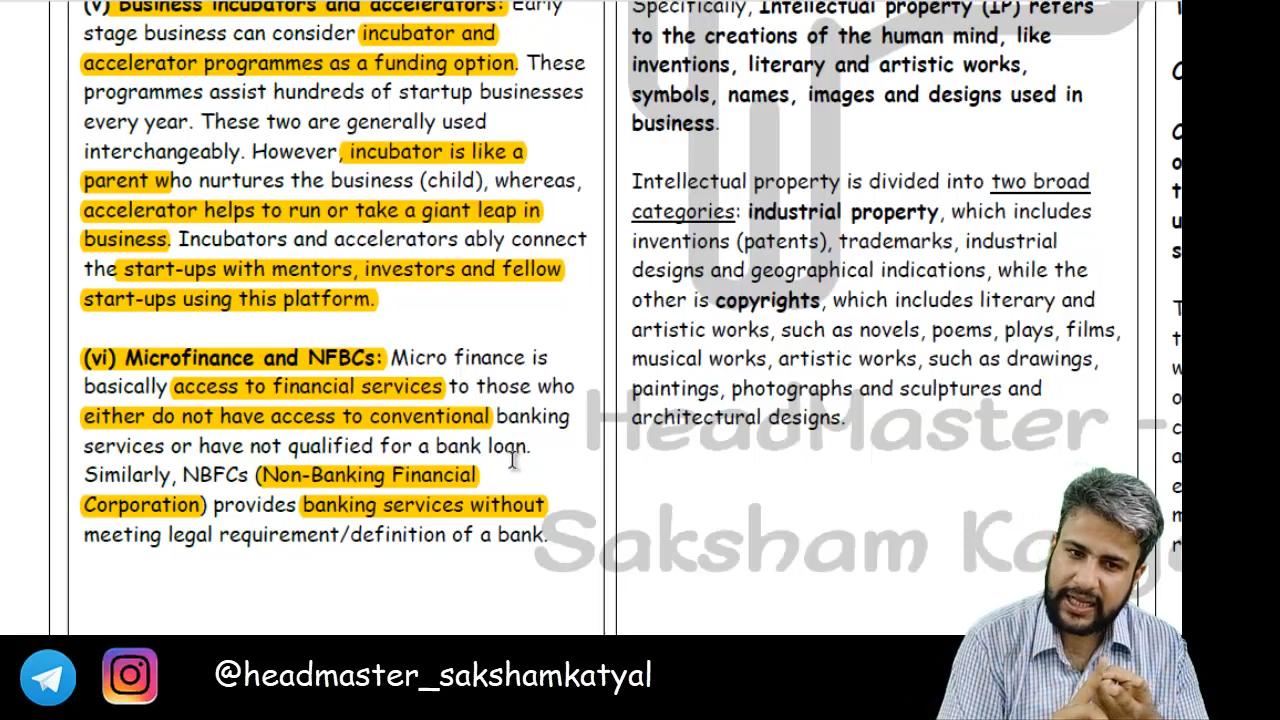 (v) Business incubators and accelerators: Early
stage business can consider incubator and
accelerator programmes as a funding option. These
programmes assist hundreds of startup businesses
every year. These two are generally used
interchangeably. However, incubator is like a
parent who nurtures the business (child), whereas,
accelerator helps to run or take a giant leap in
business. Incubators and accelerators ably connect
the start-ups with mentors, investors and fellow
start-ups using this platform.
(vi) Microfinance and NFBCs: Micro finance is
basically access to financial services to those who
either do not have access to conventional banking
services or have not qualified for a bank loan.
Similarly, NBFCs (Non-Banking Financial
Corporation) provides banking services without
meeting legal requirement/definition of a bank.
Specifically, Intellectual property (IP) refers
to the creations of the human mind, like
inventions, literary and artistic works,
symbols, names, images and designs used in
business.
Intellectual property is divided into two broad
categories: industrial property, which includes
inventions (patents), trademarks, industrial
designs and geographical indications, while the
other is copyrights, which includes literary and
artistic works, such as novels, poems, plays, films,
musical works, artistic works, such as drawings,
paintings, photographs and sculptures and
architectural designs.
HeadMaster -
Saksham
@headmaster_sakshamkatyal